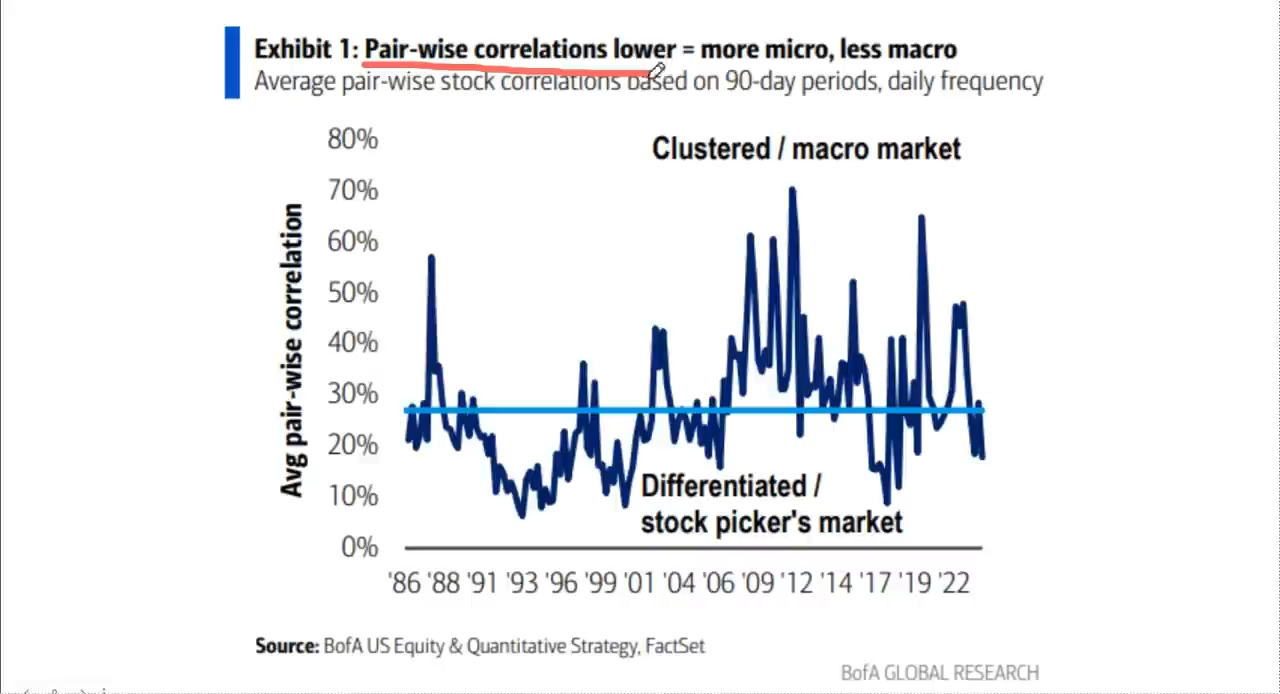 Exhibit 1: Pair-wise correlations lower = more micro, less macro
Average pair-wise stock correlations based on 90-day periods, daily frequency
80%
Clustered / macro market
70%
60%
50%
40%
30%
20%
10%
0%
Avg pair-wise correlation
Differentiated /
stock picker's market
'86 '88 '91 '93 '96 '99 '01 '04 '06 '09 '12 '14 '17 '19 '22
Source: BofA US Equity & Quantitative Strategy, FactSet
BofA GLOBAL RESEARCH